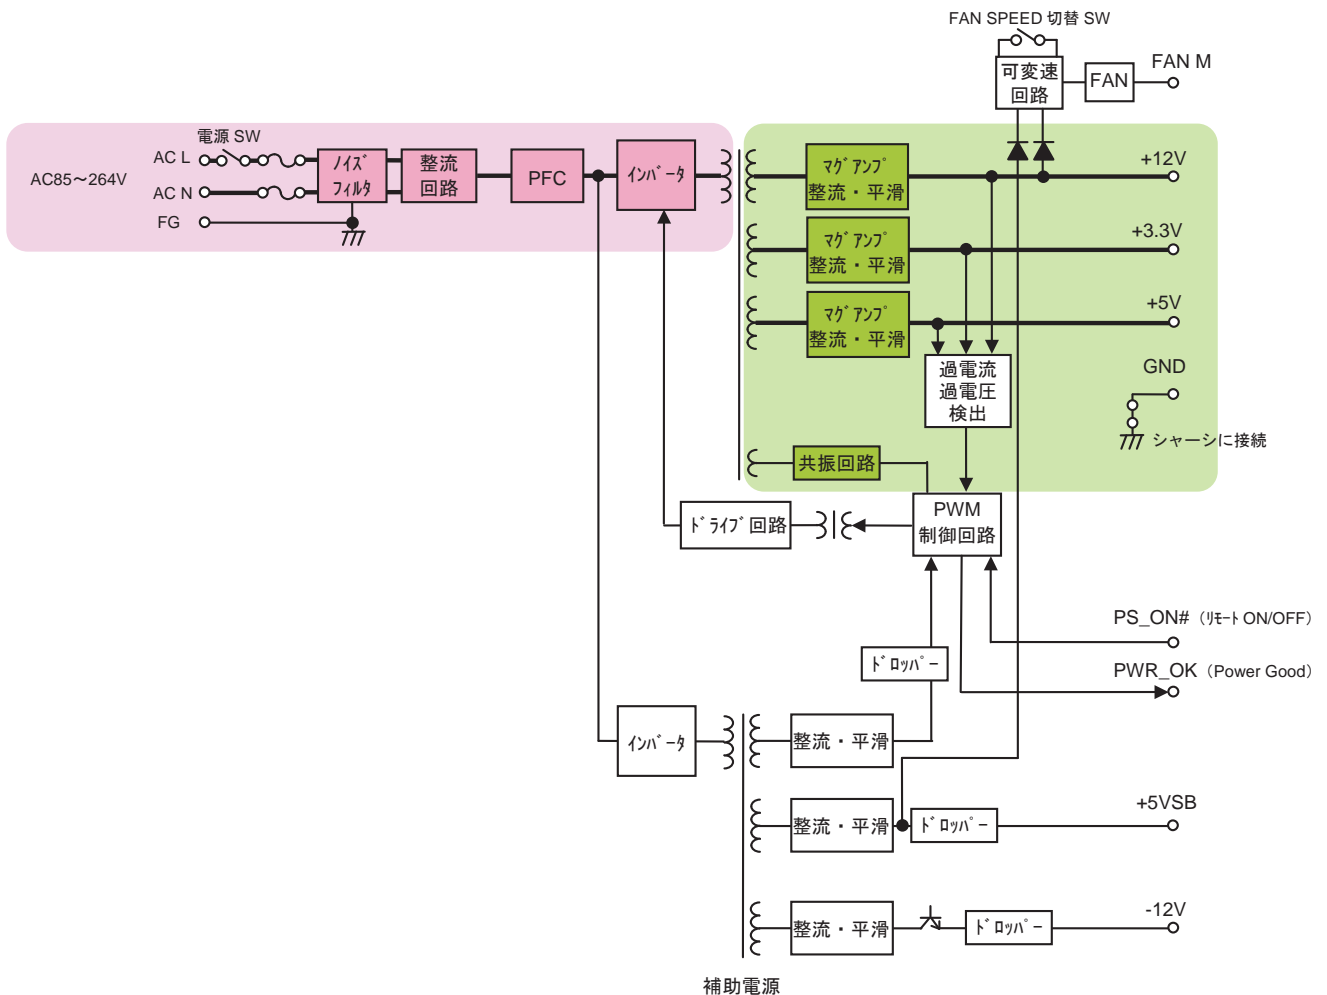 FAN SPEED 切替 SW
可変速
回路
FAN
FAN M
電源 SW
AC85～264V
AC L
AC N
FG
ﾉｲｽﾞ
ﾌｨﾙﾀ
整流
回路
PFC
ｲﾝﾊﾞｰﾀ
ﾏｸﾞｱﾝﾌﾟ
整流・平滑
+12V
ﾏｸﾞｱﾝﾌﾟ
整流・平滑
+3.3V
ﾏｸﾞｱﾝﾌﾟ
整流・平滑
+5V
過電流
過電圧
検出
GND
シャーシに接続
共振回路
ﾄﾞﾗｲﾌﾞ回路
PWM
制御回路
PS_ON# (ﾘﾓｰﾄ ON/OFF)
PWR_OK (Power Good)
ﾄﾞﾛｯﾊﾟｰ
ｲﾝﾊﾞｰﾀ
整流・平滑
整流・平滑
ﾄﾞﾛｯﾊﾟｰ
+5VSB
整流・平滑
ﾄﾞﾛｯﾊﾟｰ
-12V
補助電源